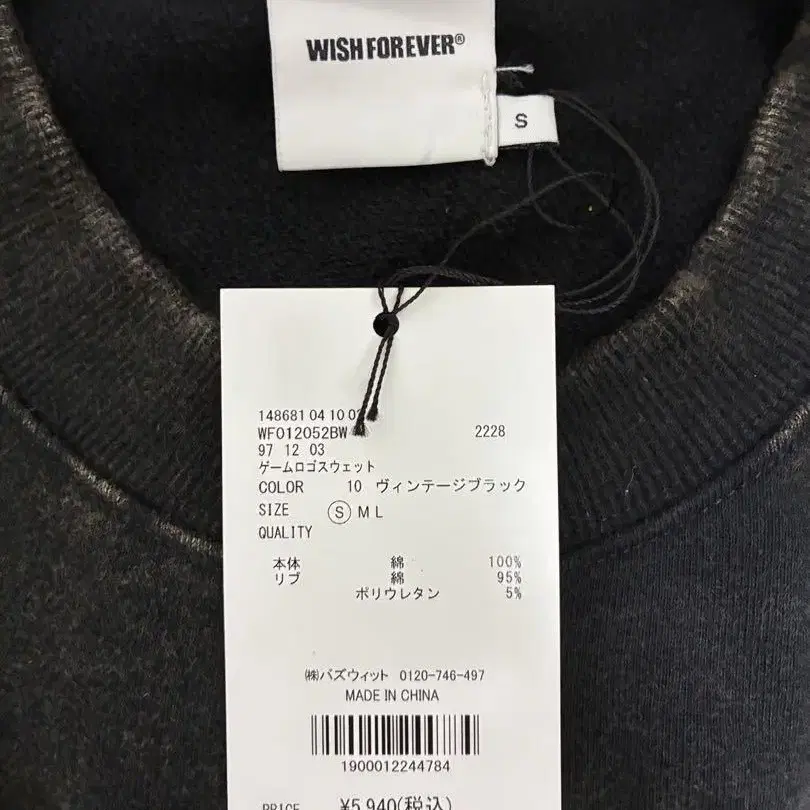 WISH FOREVER®
S
148681 04 10
WF012052BW 2228
97 12 03
ゲームロゴスウェット
COLOR 10 ヴィンテージブラック
SIZE Ⓢ M L
QUALITY
本体 綿 100%
リブ 綿 95%
ポリウレタン 5%
㈱バズウィット 0120-746-497
MADE IN CHINA
1900012244784
PRICE ¥5,940(税込)